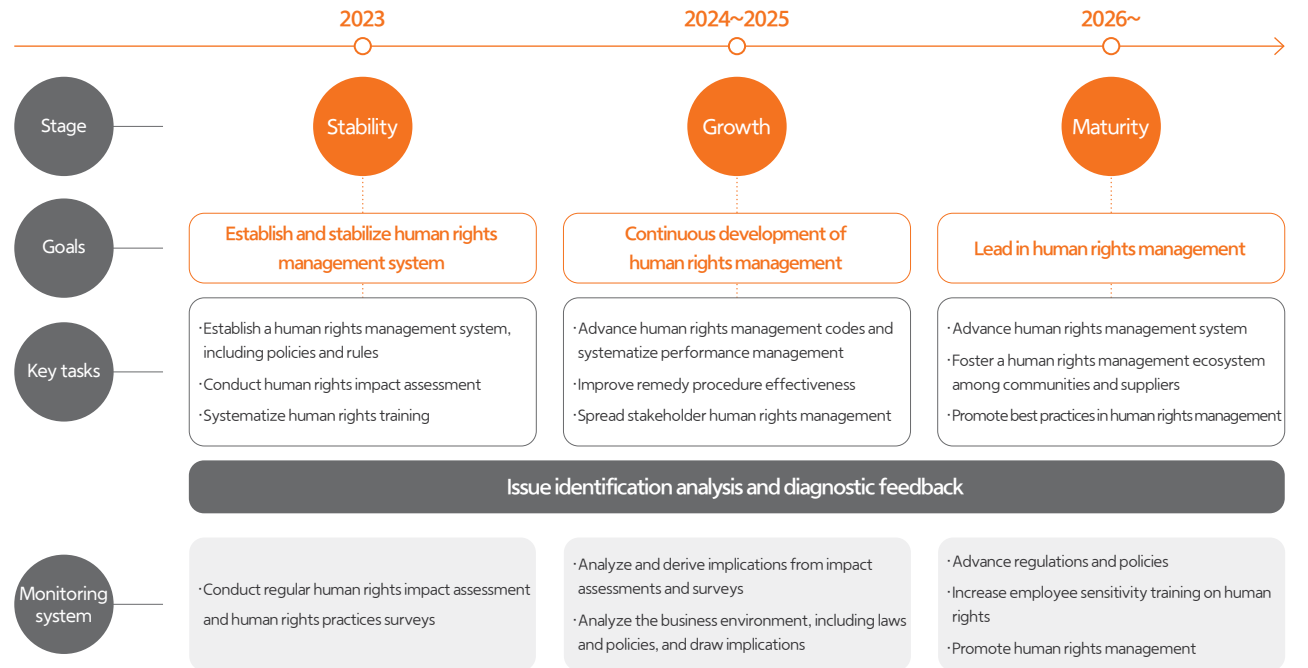 2023
2024~2025
2026~
Stage
Stability
Growth
Maturity
Goals
Establish and stabilize human rights
management system
Continuous development of
human rights management
Lead in human rights management
Key tasks
·Establish a human rights management system,
including policies and rules
·Conduct human rights impact assessment
·Systematize human rights training
·Advance human rights management codes and
systematize performance management
·Improve remedy procedure effectiveness
·Spread stakeholder human rights management
·Advance human rights management system
·Foster a human rights management ecosystem
among communities and suppliers
·Promote best practices in human rights management
Issue identification analysis and diagnostic feedback
Monitoring
system
·Conduct regular human rights impact assessment
and human rights practices surveys
·Analyze and derive implications from impact
assessments and surveys
·Analyze the business environment, including laws
and policies, and draw implications
·Advance regulations and policies
·Increase employee sensitivity training on human
rights
·Promote human rights management